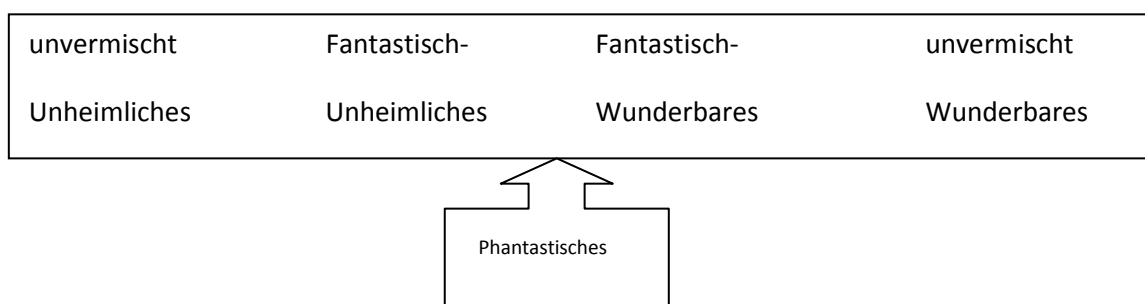 unvermischt Fantastisch- Fantastisch- unvermischt
Unheimliches Unheimliches Wunderbares Wunderbares
Phantastisches